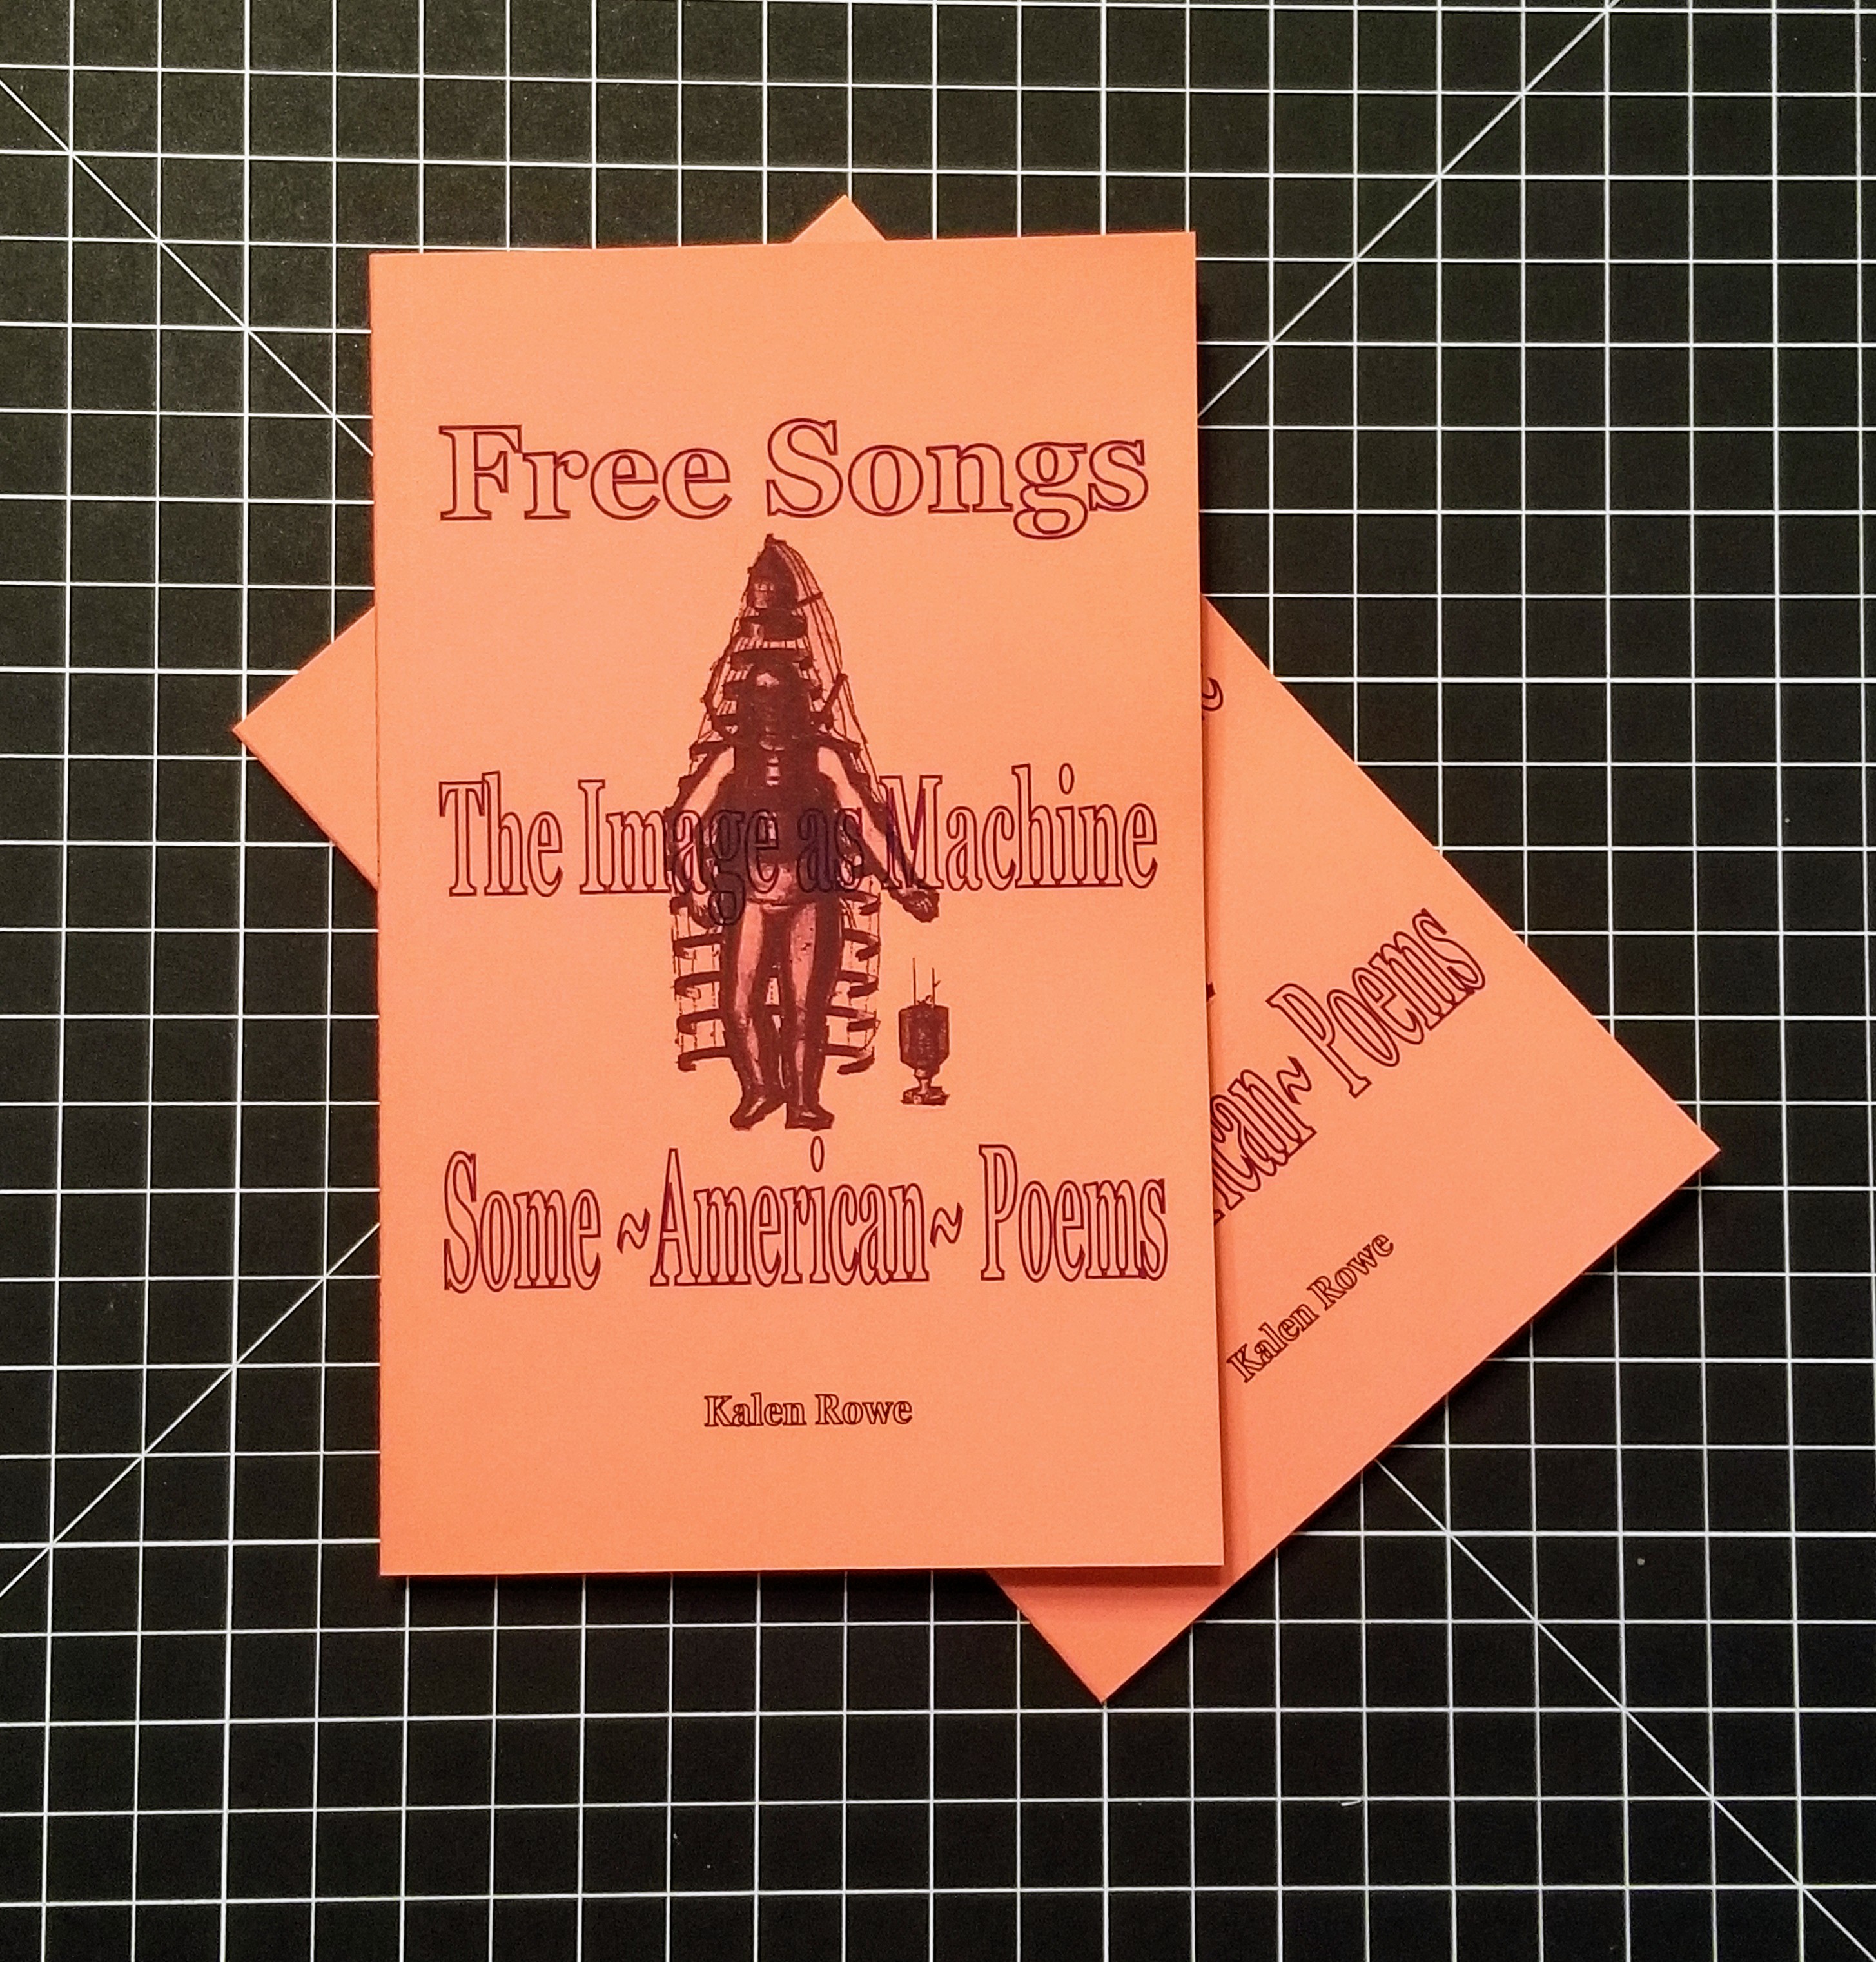 Free Songs
The Image as Machine
Some ~American~ Poems
Kalen Rowe
Poems
Kalen Rowe